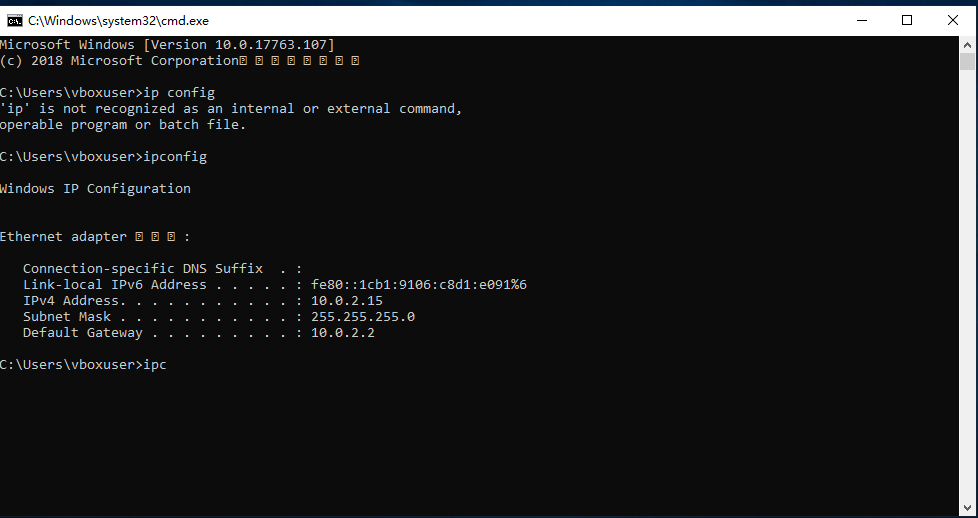 C:\Windows\system32\cmd.exe
Microsoft Windows [Version 10.0.17763.107]
(c) 2018 Microsoft Corporation
C:\Users\vboxuser>ip config
'ip' is not recognized as an internal or external command,
operable program or batch file.
C:\Users\vboxuser>ipconfig
Windows IP Configuration
Ethernet adapter :
Connection-specific DNS Suffix . :
Link-local IPv6 Address . . . . . : fe80::1cb1:9106:c8d1:e091%6
IPv4 Address. . . . . . . . . . . : 10.0.2.15
Subnet Mask . . . . . . . . . . . : 255.255.255.0
Default Gateway . . . . . . . . . : 10.0.2.2
C:\Users\vboxuser>ipc